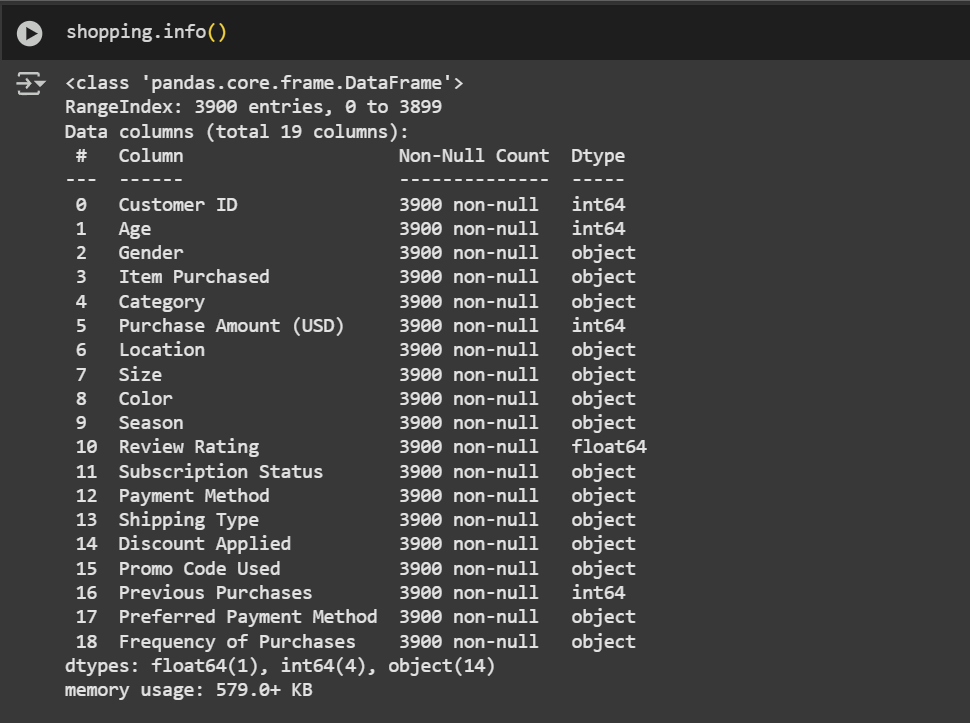 shopping.info()
<class 'pandas.core.frame.DataFrame'>
RangeIndex: 3900 entries, 0 to 3899
Data columns (total 19 columns):
 #   Column                    Non-Null Count  Dtype
---  ------                    --------------  -----
 0   Customer ID               3900 non-null   int64
 1   Age                       3900 non-null   int64
 2   Gender                    3900 non-null   object
 3   Item Purchased            3900 non-null   object
 4   Category                  3900 non-null   object
 5   Purchase Amount (USD)     3900 non-null   int64
 6   Location                  3900 non-null   object
 7   Size                      3900 non-null   object
 8   Color                     3900 non-null   object
 9   Season                    3900 non-null   object
 10  Review Rating             3900 non-null   float64
 11  Subscription Status       3900 non-null   object
 12  Payment Method            3900 non-null   object
 13  Shipping Type             3900 non-null   object
 14  Discount Applied          3900 non-null   object
 15  Promo Code Used           3900 non-null   object
 16  Previous Purchases        3900 non-null   int64
 17  Preferred Payment Method  3900 non-null   object
 18  Frequency of Purchases    3900 non-null   object
dtypes: float64(1), int64(4), object(14)
memory usage: 579.0+ KB